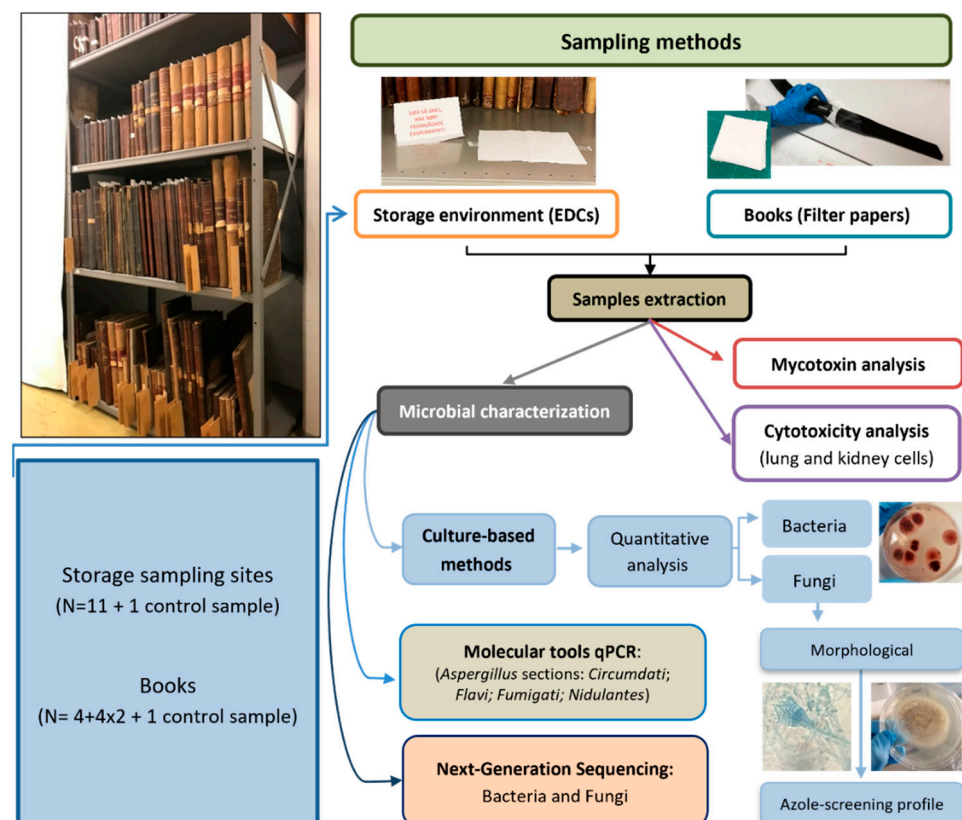 Sampling methods
Storage environment (EDCs)
Books (Filter papers)
Samples extraction
Mycotoxin analysis
Microbial characterization
Cytotoxicity analysis
(lung and kidney cells)
Storage sampling sites
(N=11 + 1 control sample)
Books
(N= 4+4x2 + 1 control sample)
Culture-based
methods
Quantitative
analysis
Bacteria
Fungi
Morphological
Molecular tools qPCR:
(Aspergillus sections: Circumdati;
Flavi; Fumigati; Nidulantes)
Next-Generation Sequencing:
Bacteria and Fungi
Azole-screening profile